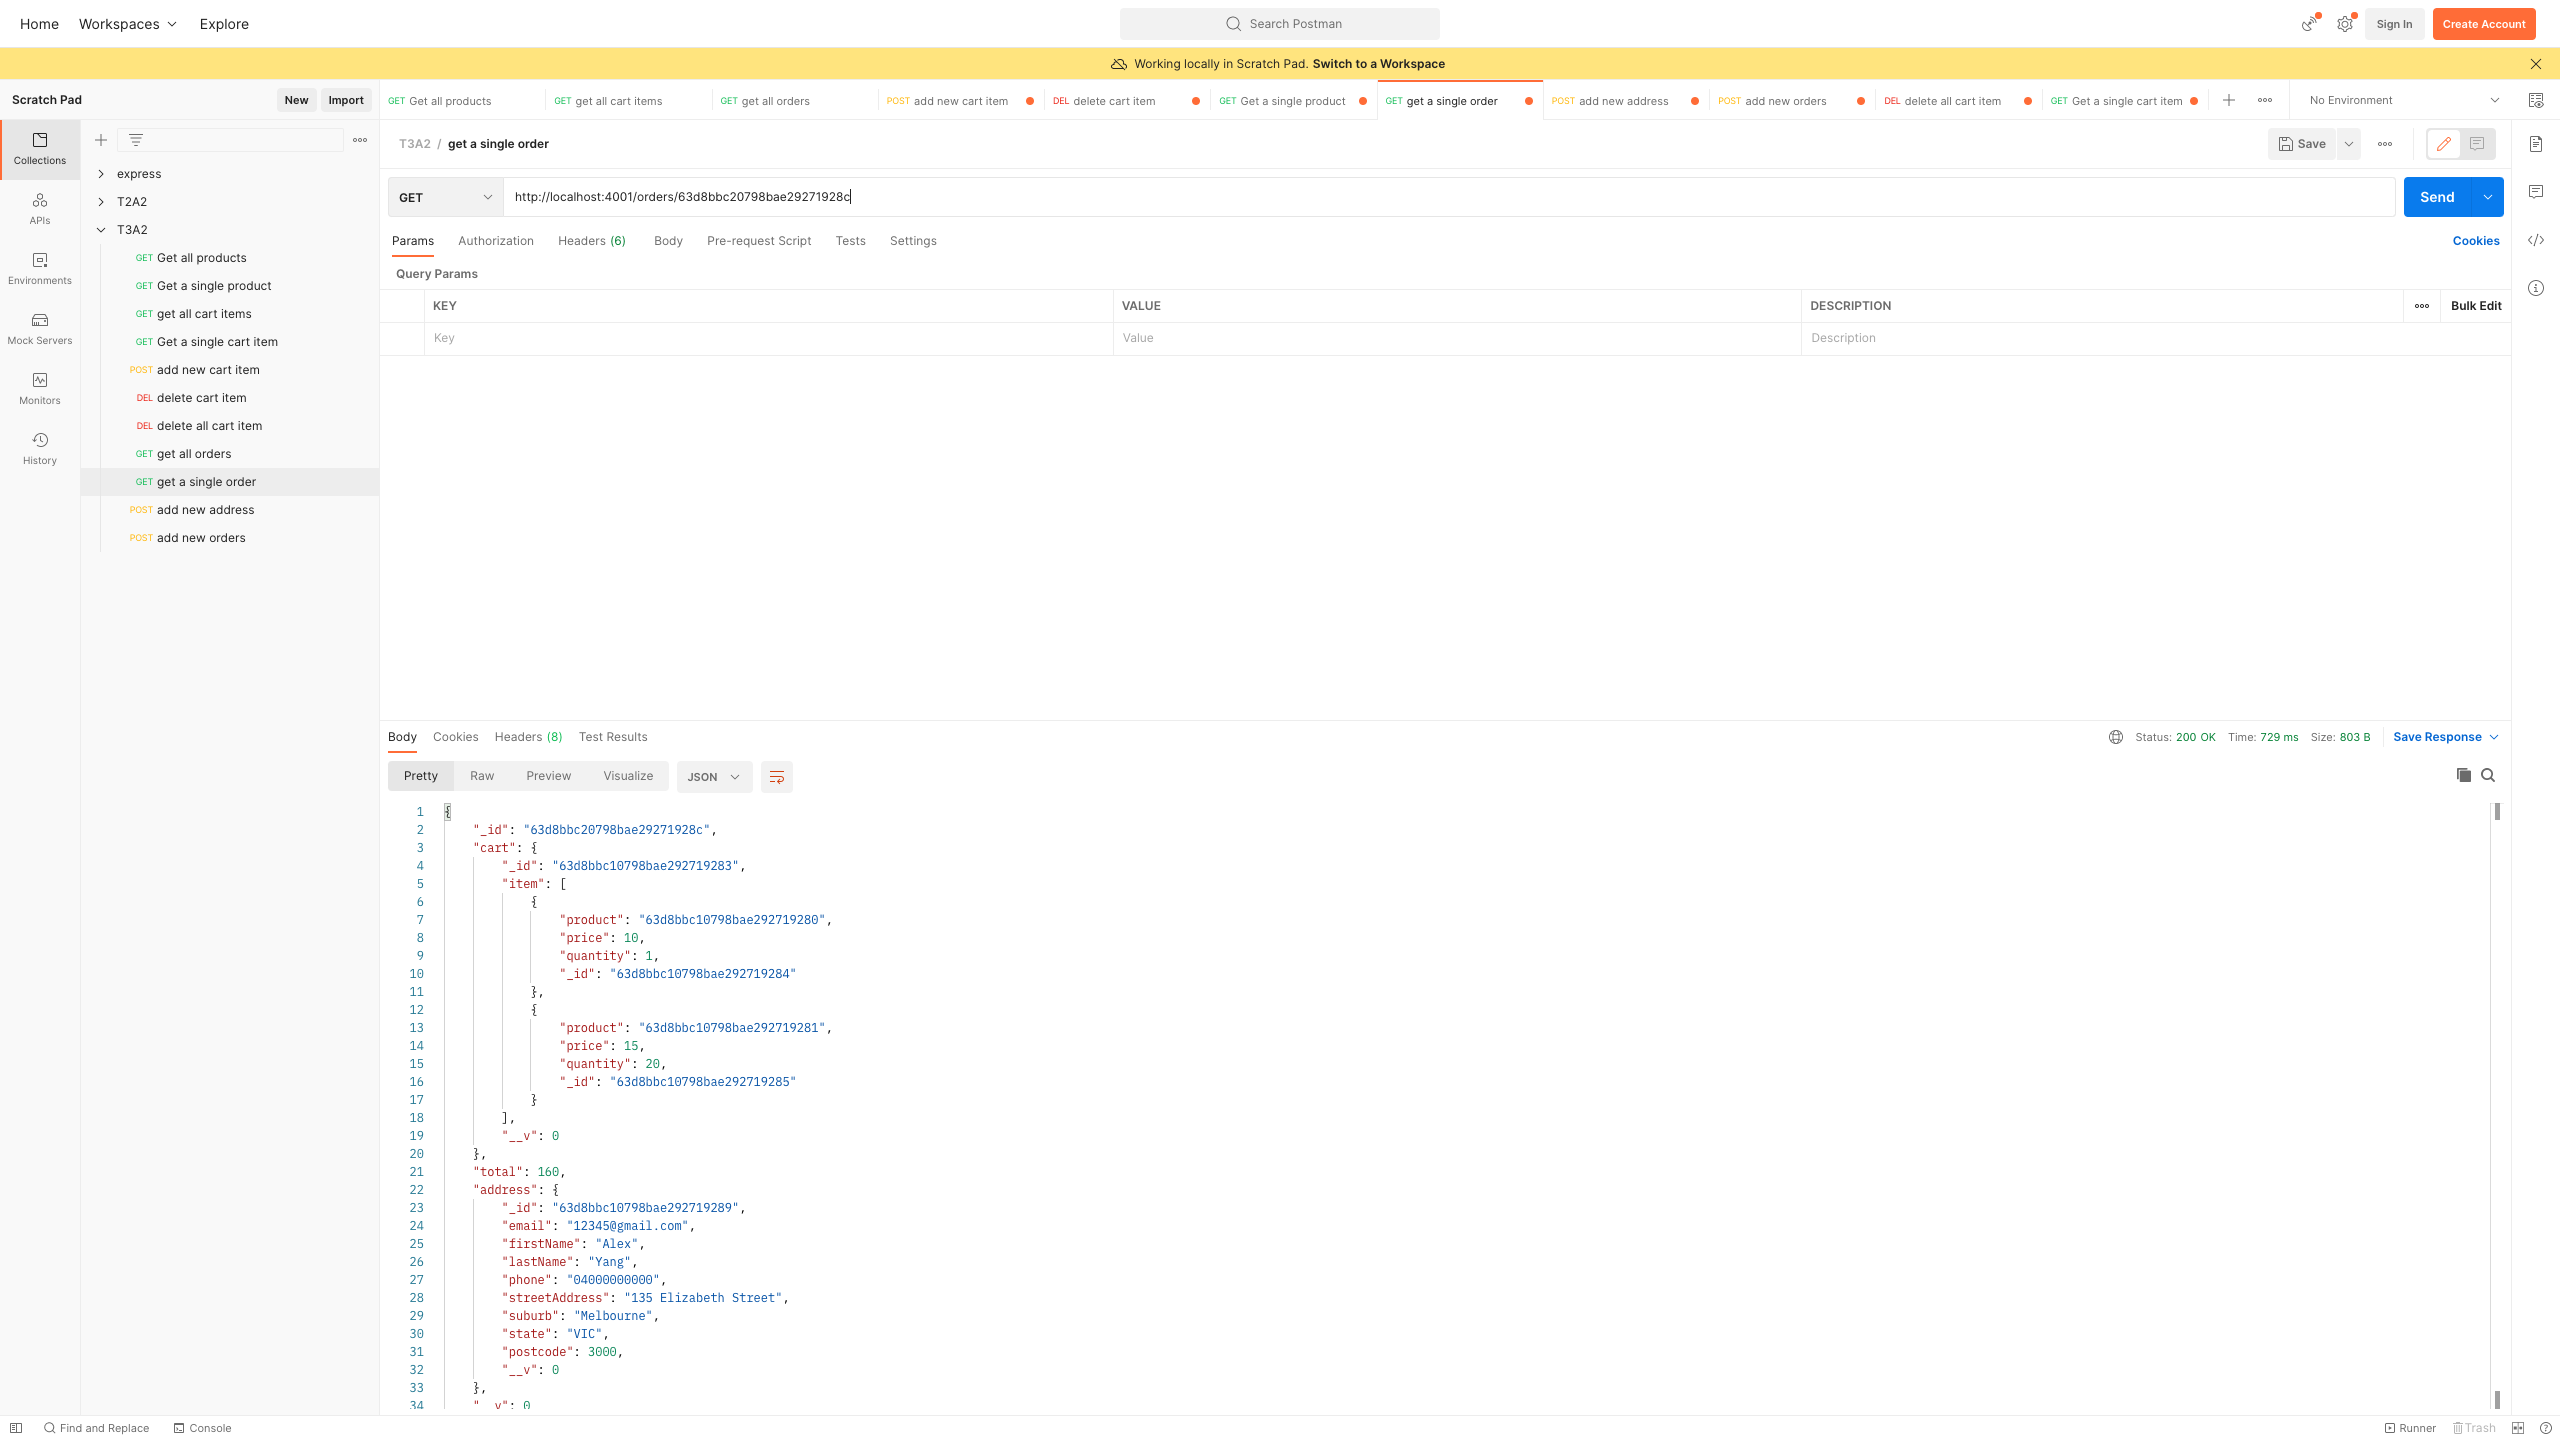 Home Workspaces Explore Search Postman Sign In Create Account
Working locally in Scratch Pad. Switch to a Workspace
Scratch Pad New Import GET Get all products GET get all cart items GET get all orders POST add new cart item DEL delete cart item GET Get a single product GET get a single order POST add new address POST add new orders DEL delete all cart item GET Get a single cart item No Environment
Collections
APIs
Environments
Mock Servers
Monitors
History
express
T2A2
T3A2
GET Get all products
GET Get a single product
GET get all cart items
GET Get a single cart item
POST add new cart item
DEL delete cart item
DEL delete all cart item
GET get all orders
GET get a single order
POST add new address
POST add new orders
T3A2 / get a single order Save
GET http://localhost:4001/orders/63d8bbc20798bae29271928c Send
Params Authorization Headers (6) Body Pre-request Script Tests Settings Cookies
Query Params
KEY VALUE DESCRIPTION Bulk Edit
Key Value Description
Body Cookies Headers (8) Test Results Status: 200 OK Time: 729 ms Size: 803 B Save Response
Pretty Raw Preview Visualize JSON
1 {
2 "_id": "63d8bbc20798bae29271928c",
3 "cart": {
4 "_id": "63d8bbc10798bae292719283",
5 "item": [
6 {
7 "product": "63d8bbc10798bae292719280",
8 "price": 10,
9 "quantity": 1,
10 "_id": "63d8bbc10798bae292719284"
11 },
12 {
13 "product": "63d8bbc10798bae292719281",
14 "price": 15,
15 "quantity": 20,
16 "_id": "63d8bbc10798bae292719285"
17 }
18 ],
19 "__v": 0
20 },
21 "total": 160,
22 "address": {
23 "_id": "63d8bbc10798bae292719289",
24 "email": "12345@gmail.com",
25 "firstName": "Alex",
26 "lastName": "Yang",
27 "phone": "04000000000",
28 "streetAddress": "135 Elizabeth Street",
29 "suburb": "Melbourne",
30 "state": "VIC",
31 "postcode": 3000,
32 "__v": 0
33 },
34 "__v": 0
Find and Replace Console Runner Trash